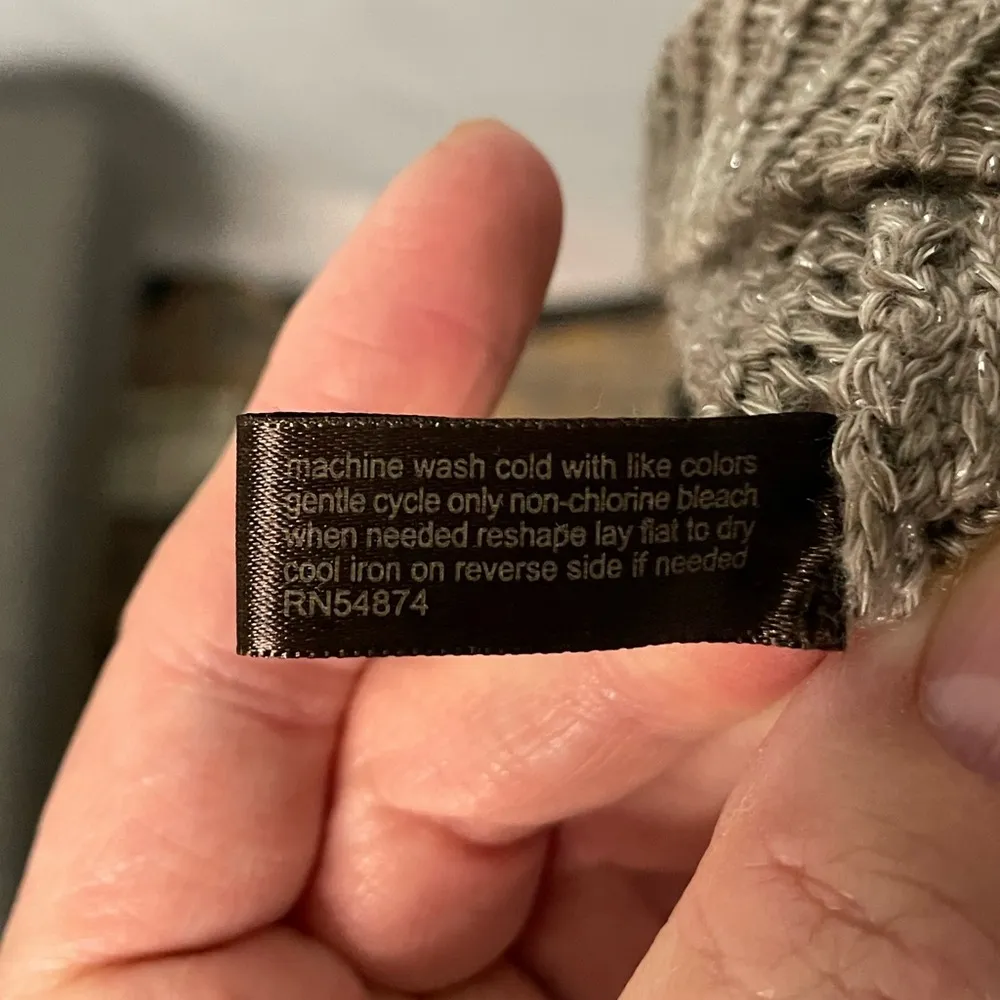 machine wash cold with like colors
gentle cycle only non-chlorine bleach
when needed reshape lay flat to dry
cool iron on reverse side if needed
RN54874